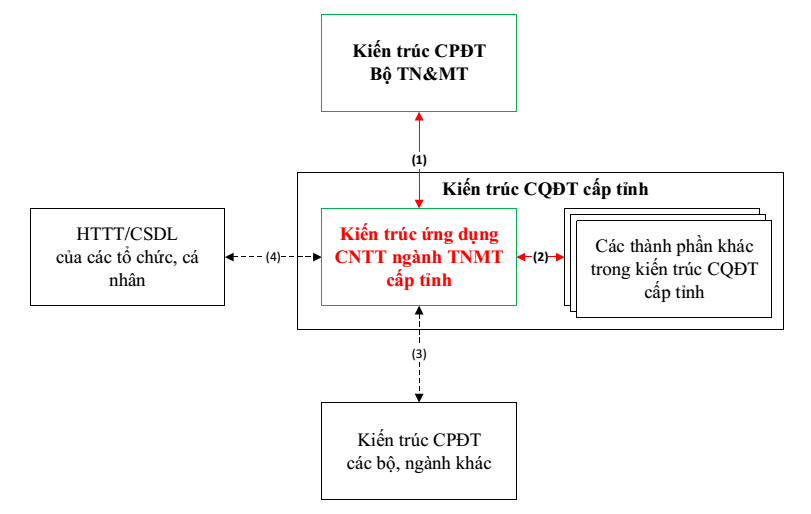 Kiến trúc CPĐT
Bộ TN&MT
(1)
Kiến trúc CQĐT cấp tỉnh
HTTT/CSDL
của các tổ chức, cá
nhân
(4)
Kiến trúc ứng dụng
CNTT ngành TNMT
cấp tỉnh
(2)
Các thành phần khác
trong kiến trúc CQĐT
cấp tỉnh
(3)
Kiến trúc CPĐT
các bộ, ngành khác